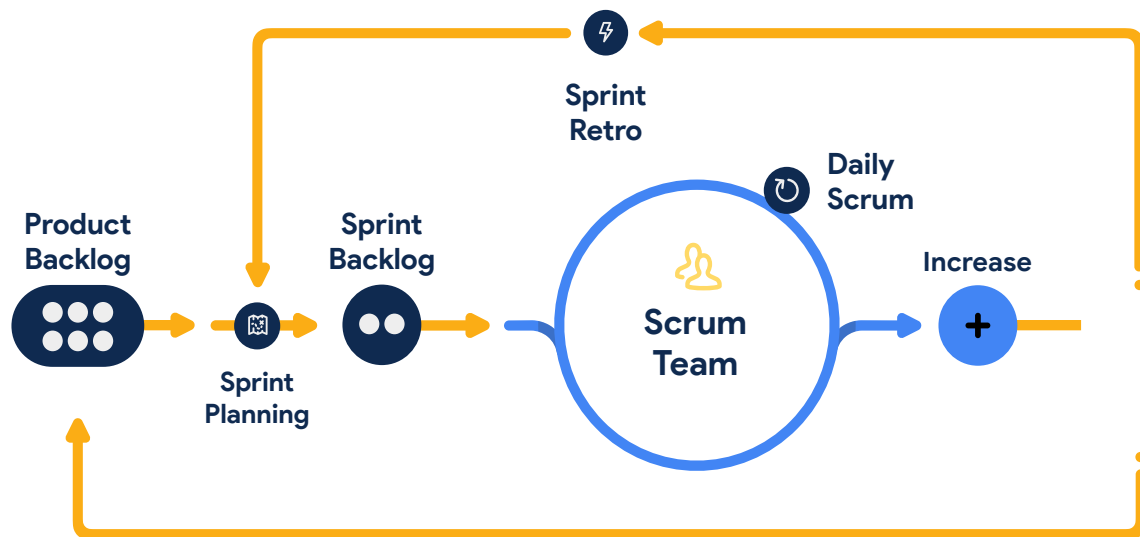 Sprint
Retro
Daily
Scrum
Product
Backlog
Sprint
Backlog
Increase
Scrum
Team
Sprint
Planning